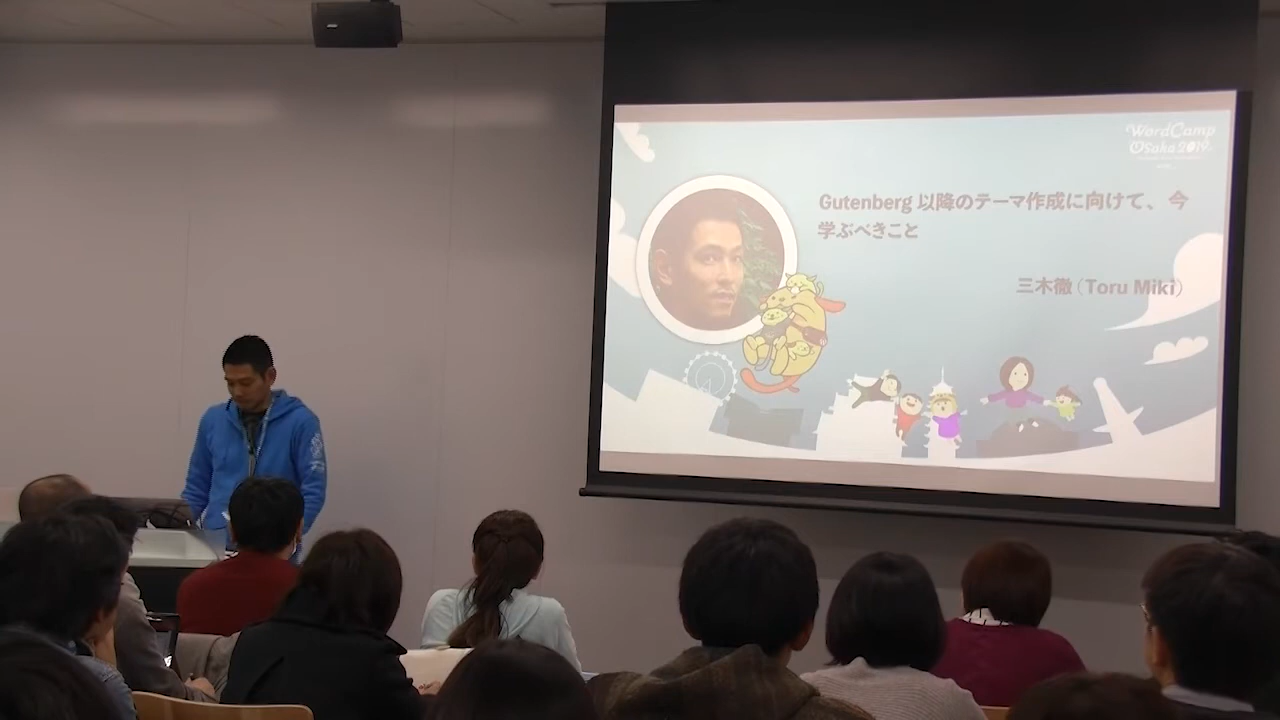 WordCamp
Osaka 2019
Gutenberg 以降のテーマ作成に向けて、今
学ぶべきこと
三木徹（Toru Miki）